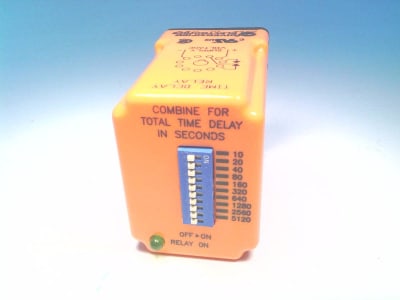 TIME DELAY
RELAY
COMBINE FOR
TOTAL TIME DELAY
IN SECONDS
ON
10
20
40
80
160
320
640
1280
2560
5120
OFF ▸ ON
RELAY ON